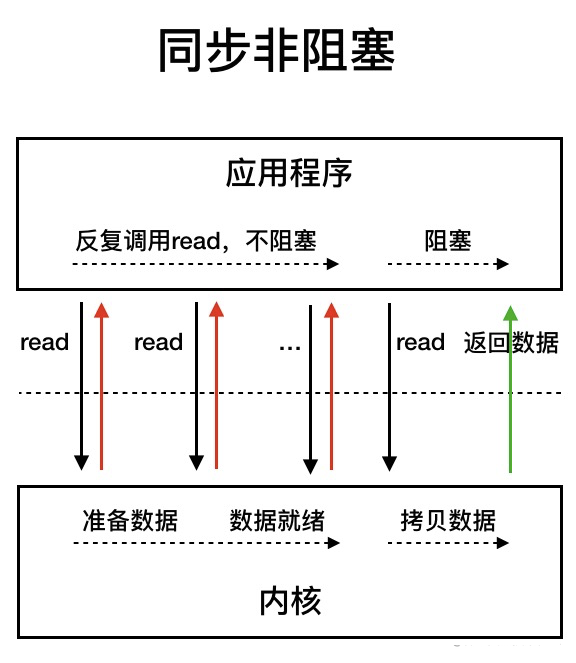 同步非阻塞
应用程序
反复调用read，不阻塞
阻塞
read
read
...
read
返回数据
准备数据
数据就绪
拷贝数据
内核